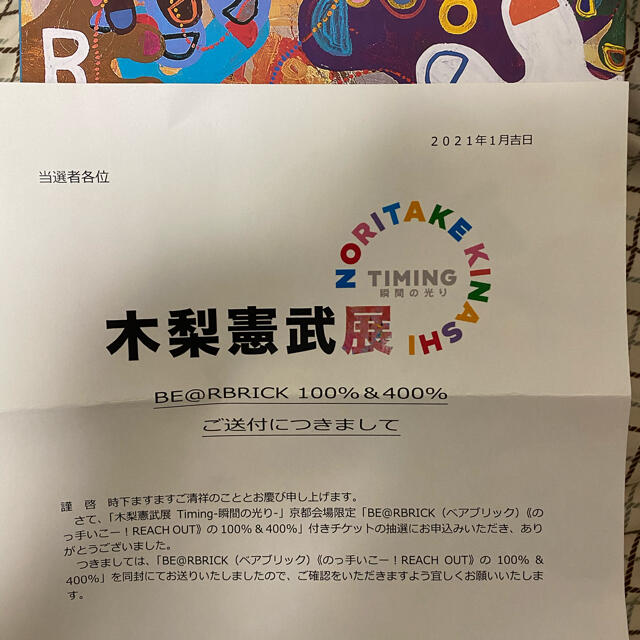 R
2021年1月吉日
当選者各位
NORITAKE KINASHI
TIMING
瞬間の光り
木梨憲武展
BE@RBRICK 100%&400%
ご送付につきまして
謹 啓 時下ますますご清祥のこととお慶び申し上げます。
さて、「木梨憲武展 Timing-瞬間の光り-」京都会場限定「BE@RBRICK（ベアブリック）《の
っ手いこー！REACH OUT》の100%&400%」付きチケットの抽選にお申込みいただき、あり
がとうございました。
つきましては、「BE@RBRICK（ベアブリック）《のっ手いこー！REACH OUT》の 100% &
400%」を同封にてお送りいたしましたので、ご確認をいただきますよう宜しくお願いいたしま
す。